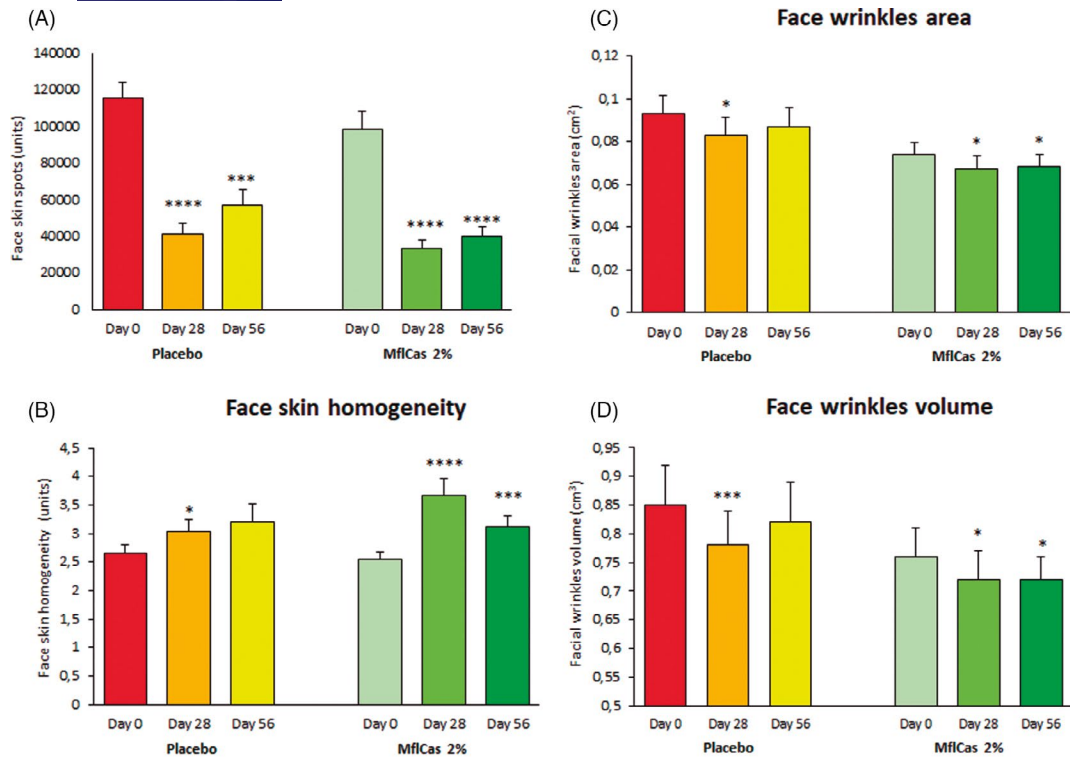 (A)
Face skin spots (units)
140000
120000
100000
80000
60000
40000
20000
0
****
***
****
****
Day 0 Day 28 Day 56 Day 0 Day 28 Day 56
Placebo MflCas 2%
(B)
Face skin homogeneity
Face skin homogeneity (units)
4,5
4
3,5
3
2,5
2
1,5
1
0,5
0
*
****
***
Day 0 Day 28 Day 56 Day 0 Day 28 Day 56
Placebo MflCas 2%
(C)
Face wrinkles area
Facial wrinkles area (cm²)
0,12
0,1
0,08
0,06
0,04
0,02
0
*
*
*
Day 0 Day 28 Day 56 Day 0 Day 28 Day 56
Placebo MflCas 2%
(D)
Face wrinkles volume
Facial wrinkles volume (cm³)
0,95
0,9
0,85
0,8
0,75
0,7
0,65
0,6
0,55
0,5
***
*
*
Day 0 Day 28 Day 56 Day 0 Day 28 Day 56
Placebo MflCas 2%